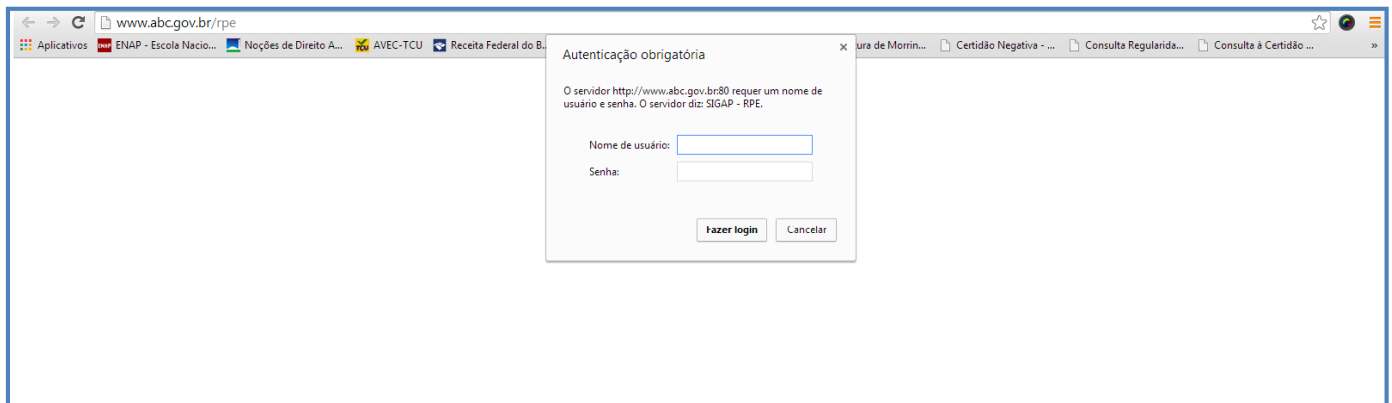 www.abc.gov.br/rpe
Aplicativos ENAP - Escola Nacio... Noções de Direito A... AVEC-TCU Receita Federal do B... ura de Morrin... Certidão Negativa - ... Consulta Regularida... Consulta à Certidão ... »
Autenticação obrigatória
O servidor http://www.abc.gov.br:80 requer um nome de
usuário e senha. O servidor diz: SIGAP - RPE.
Nome de usuário:
Senha:
Fazer login Cancelar